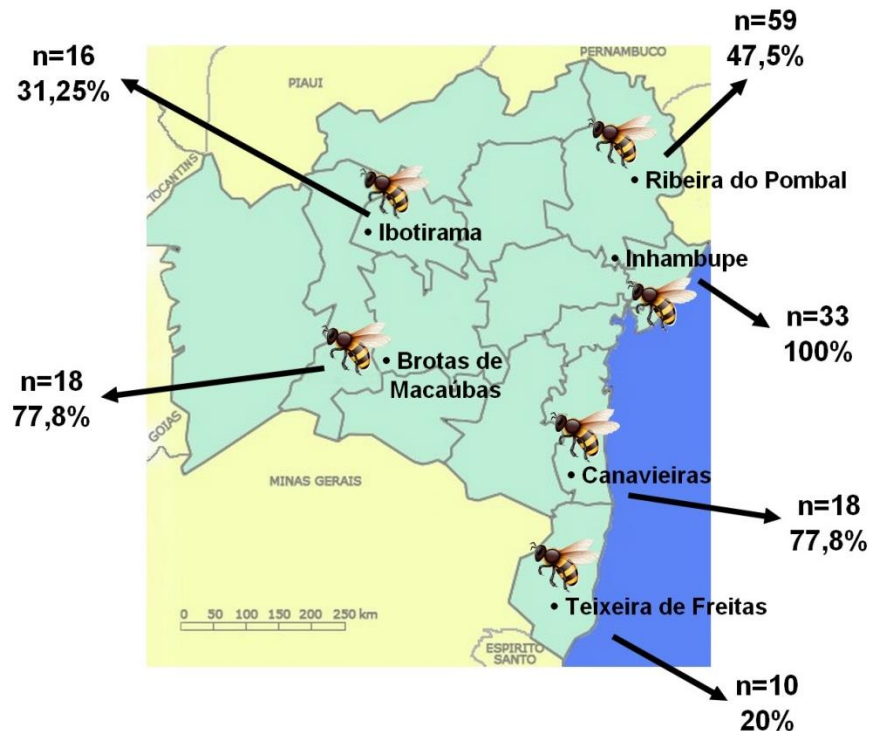 n=59
47,5%
n=16
31,25%
PERNAMBUCO
PIAUI
TOCANTINS
• Ribeira do Pombal
• Ibotirama
• Inhambupe
n=33
100%
• Brotas de
Macaúbas
n=18
77,8%
GOIAS
MINAS GERAIS
• Canavieiras
n=18
77,8%
• Teixeira de Freitas
0 50 100 150 200 250 km
ESPIRITO
SANTO
n=10
20%